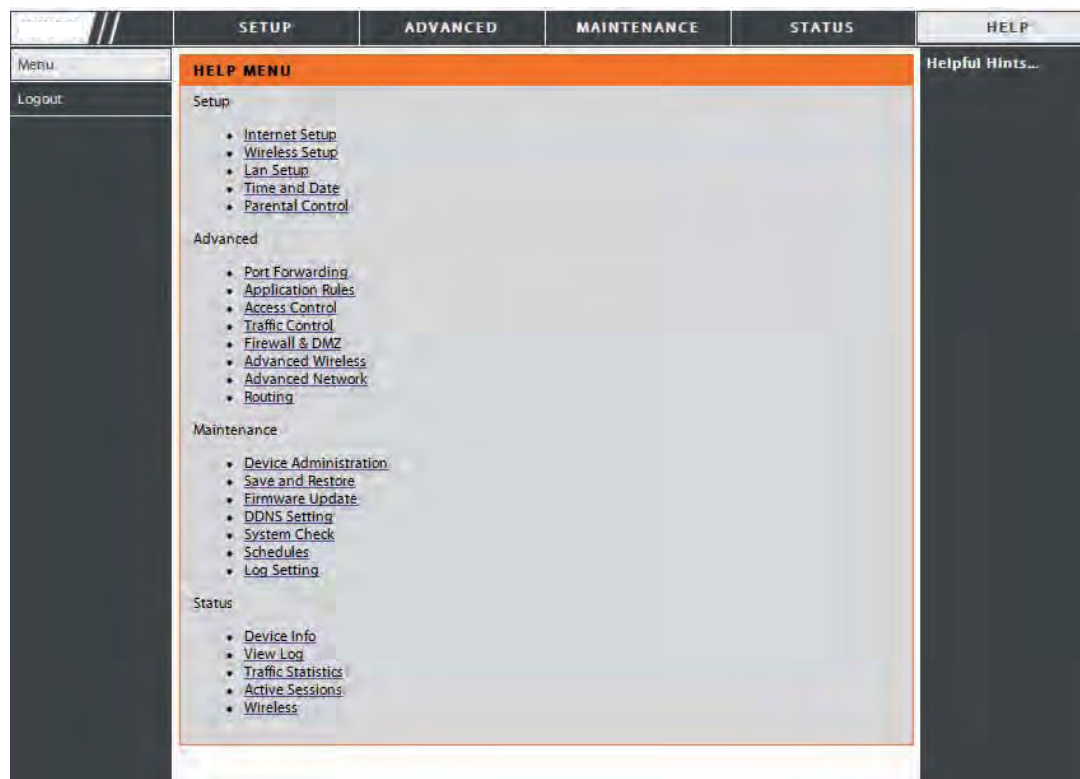 SETUP ADVANCED MAINTENANCE STATUS HELP
Menu
Logout
HELP MENU
Setup
Internet Setup
Wireless Setup
Lan Setup
Time and Date
Parental Control
Advanced
Port Forwarding
Application Rules
Access Control
Traffic Control
Firewall & DMZ
Advanced Wireless
Advanced Network
Routing
Maintenance
Device Administration
Save and Restore
Firmware Update
DDNS Setting
System Check
Schedules
Log Setting
Status
Device Info
View Log
Traffic Statistics
Active Sessions
Wireless
Helpful Hints...